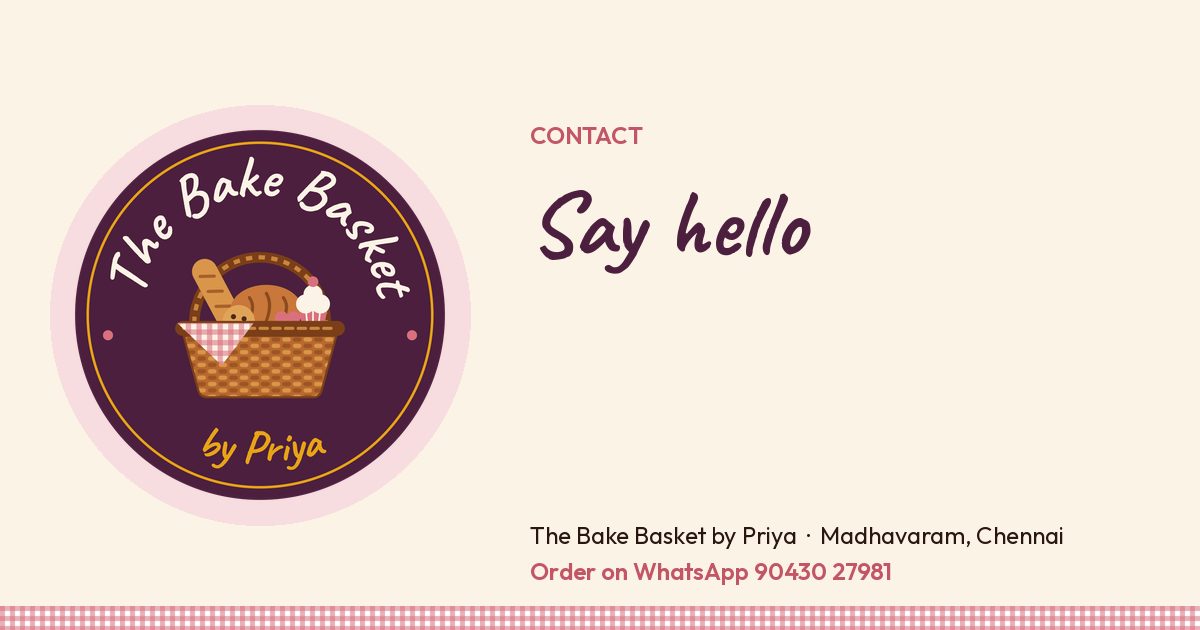 The Bake Basket
by Priya
CONTACT
Say hello
The Bake Basket by Priya · Madhavaram, Chennai
Order on WhatsApp 90430 27981